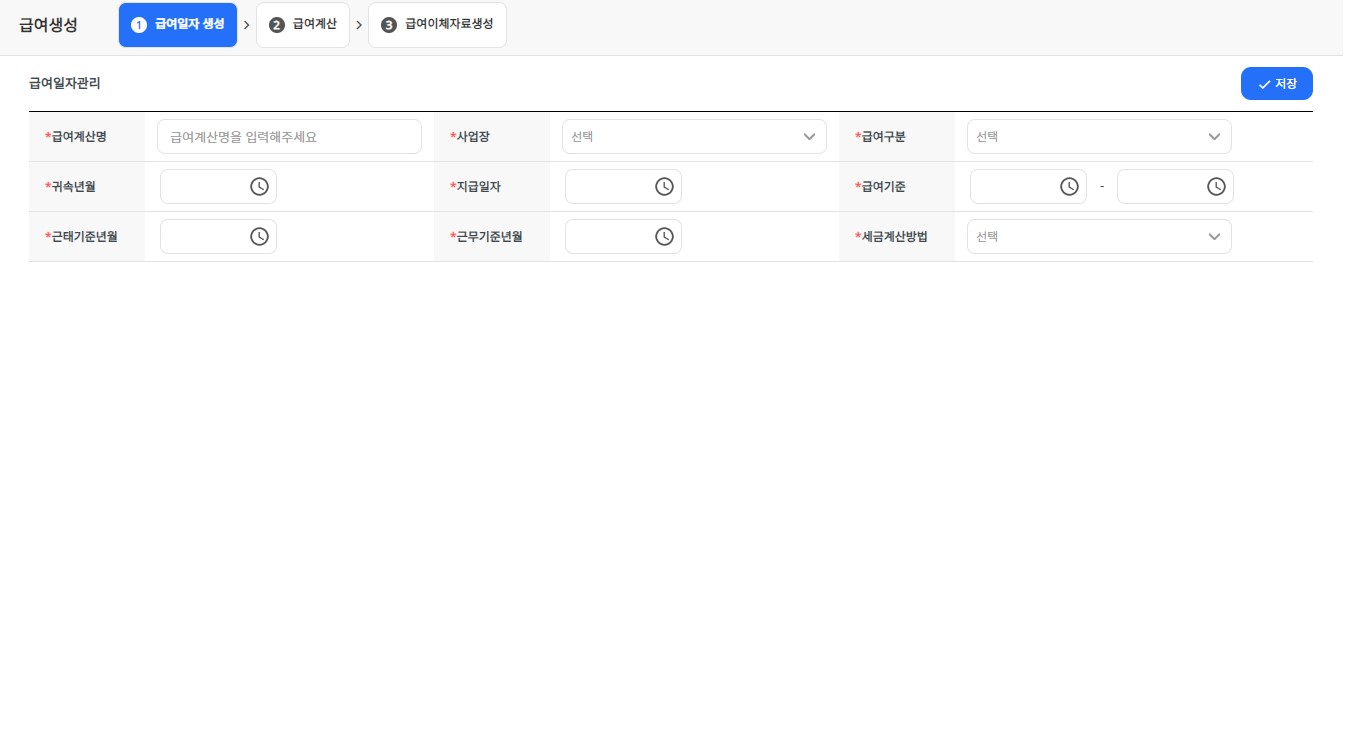 급여생성 1 급여일자 생성 > 2 급여계산 > 3 급여이체자료생성
급여일자관리 저장
*급여계산명 급여계산명을 입력해주세요 *사업장 선택 *급여구분 선택
*귀속년월 *지급일자 *급여기준 -
*근태기준년월 *근무기준년월 *세금계산방법 선택